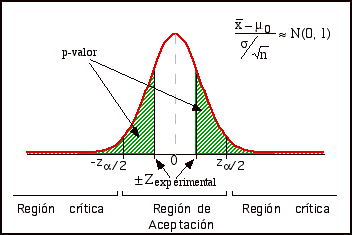 x̄ – μ₀
σ/√n ≈ N(0, 1)
p-valor
-zα/2 0 zα/2
±Zexperimental
Región crítica Región de Aceptación Región crítica